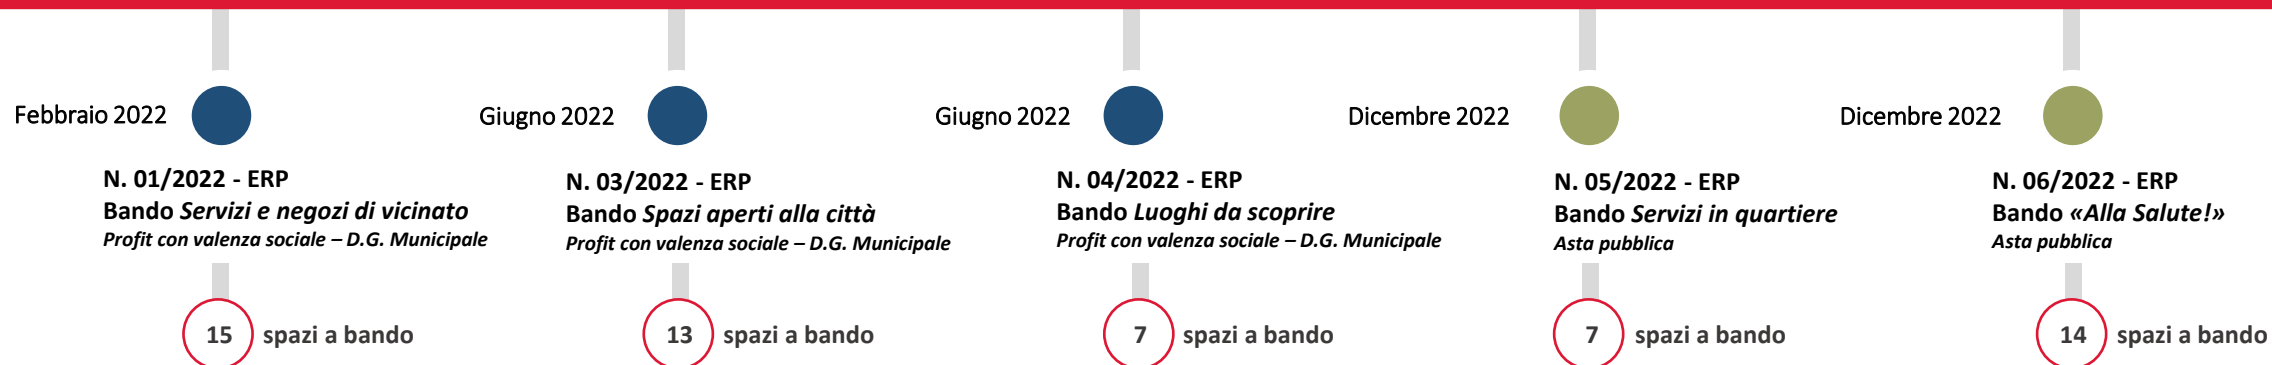 Febbraio 2022
N. 01/2022 - ERP
Bando Servizi e negozi di vicinato
Profit con valenza sociale – D.G. Municipale
15 spazi a bando
Giugno 2022
N. 03/2022 - ERP
Bando Spazi aperti alla città
Profit con valenza sociale – D.G. Municipale
13 spazi a bando
Giugno 2022
N. 04/2022 - ERP
Bando Luoghi da scoprire
Profit con valenza sociale – D.G. Municipale
7 spazi a bando
Dicembre 2022
N. 05/2022 - ERP
Bando Servizi in quartiere
Asta pubblica
7 spazi a bando
Dicembre 2022
N. 06/2022 - ERP
Bando «Alla Salute!»
Asta pubblica
14 spazi a bando